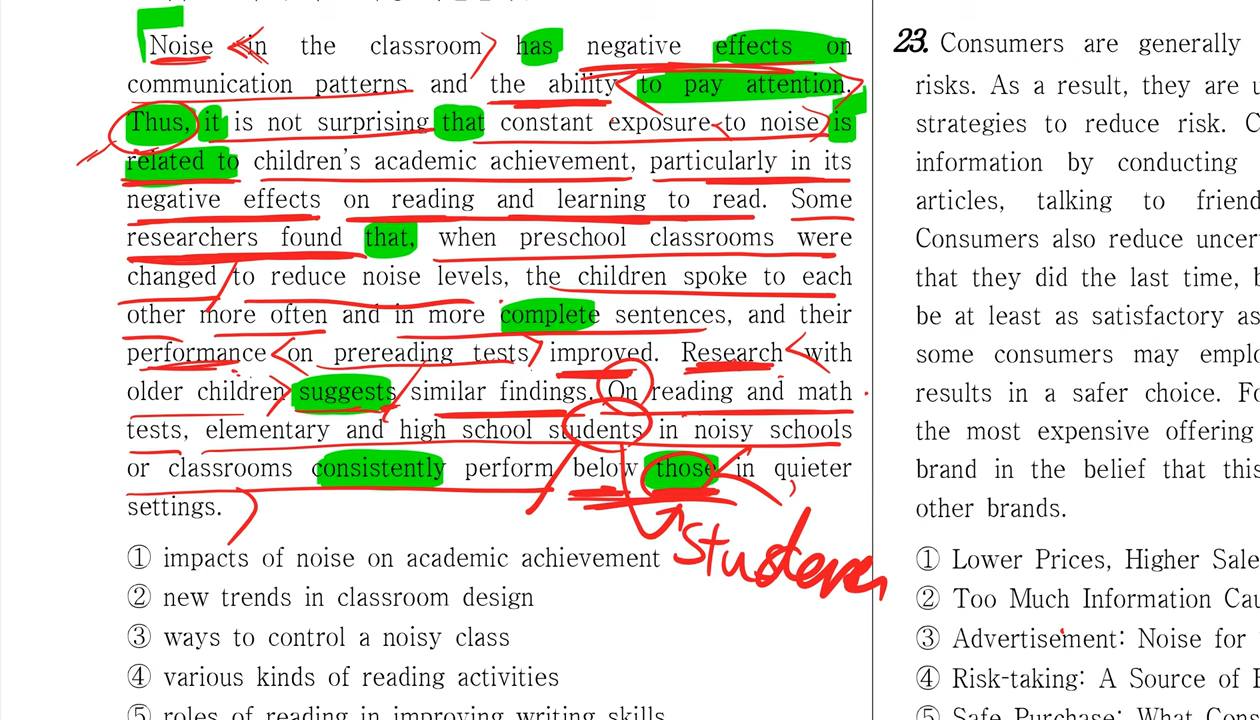 Noise in the classroom has negative effects on
communication patterns and the ability to pay attention.
Thus, it is not surprising that constant exposure to noise is
related to children's academic achievement, particularly in its
negative effects on reading and learning to read. Some
researchers found that, when preschool classrooms were
changed to reduce noise levels, the children spoke to each
other more often and in more complete sentences, and their
performance on prereading tests improved. Research with
older children suggests similar findings. On reading and math
tests, elementary and high school students in noisy schools
or classrooms consistently perform below those in quieter
settings.
① impacts of noise on academic achievement
② new trends in classroom design
③ ways to control a noisy class
④ various kinds of reading activities
⑤ roles of reading in improving writing skills
23. Consumers are generally
risks. As a result, they are
strategies to reduce risk.
information by conducting
articles, talking to
Consumers also reduce
that they did the last time,
be at least as satisfactory as
some consumers may
results in a safer choice.
the most expensive offering
brand in the belief that this
other brands.
① Lower Prices, Higher
② Too Much Information
③ Advertisement: Noise for
④ Risk-taking: A Source of
⑤ Safe Purchase: What